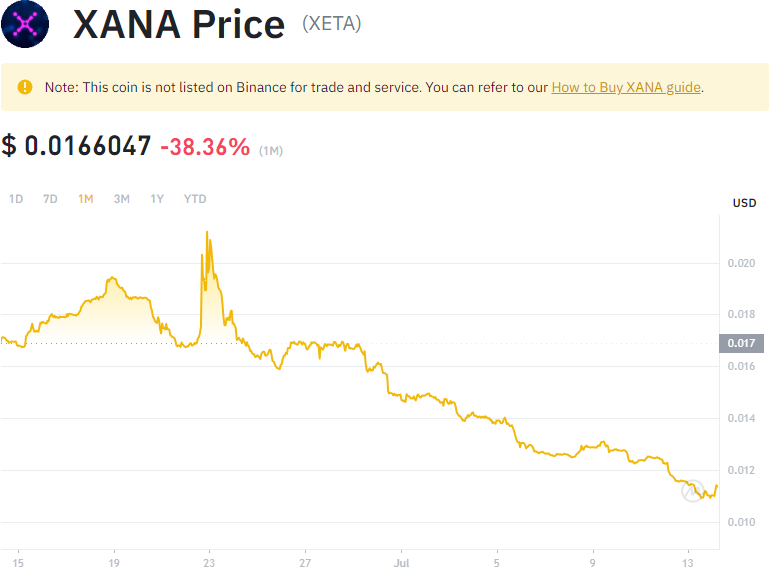 XANA Price (XETA)
Note: This coin is not listed on Binance for trade and service. You can refer to our How to Buy XANA guide.
$ 0.0166047 -38.36% (1M)
1D 7D 1M 3M 1Y YTD
USD
0.020
0.018
0.017
0.016
0.014
0.012
0.010
15 19 23 27 Jul 5 9 13